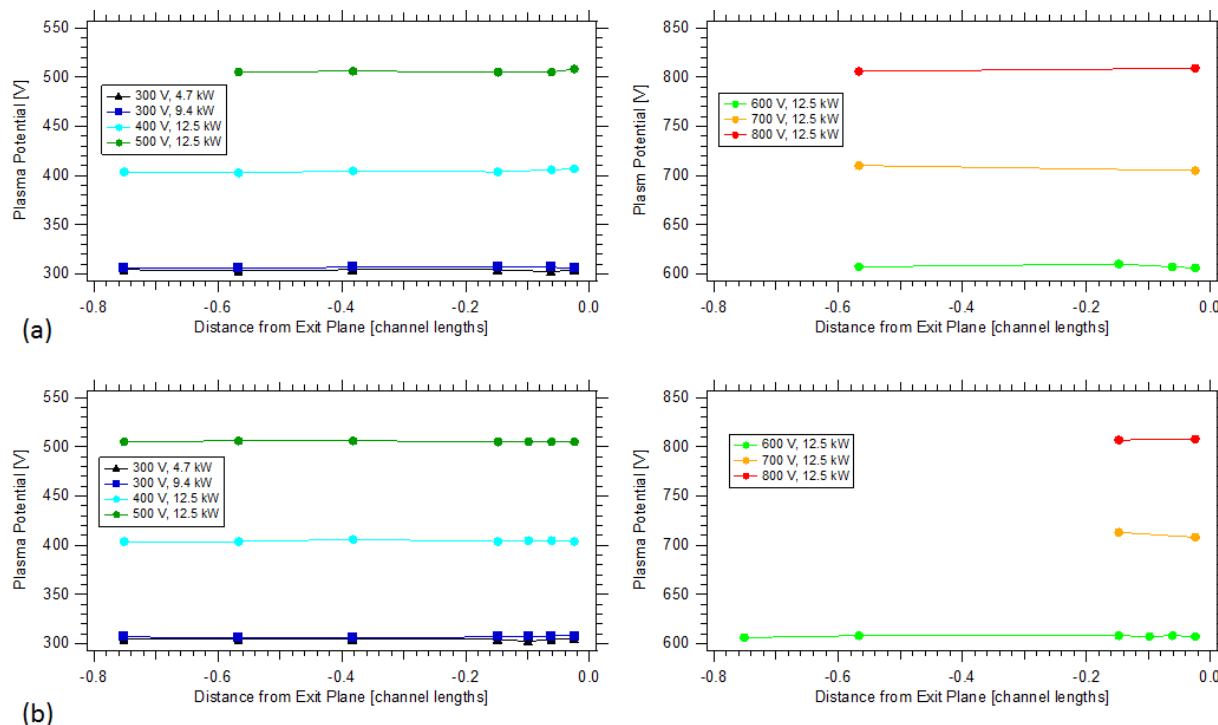 550
500
450
400
350
300
Plasma Potential [V]
300 V, 4.7 kW
300 V, 9.4 kW
400 V, 12.5 kW
500 V, 12.5 kW
-0.8 -0.6 -0.4 -0.2 0.0
Distance from Exit Plane [channel lengths]
850
800
750
700
650
600
Plasm Potential [V]
600 V, 12.5 kW
700 V, 12.5 kW
800 V, 12.5 kW
-0.8 -0.6 -0.4 -0.2 0.0
Distance from Exit Plane [channel lengths]
(a)
550
500
450
400
350
300
Plasma Potential [V]
300 V, 4.7 kW
300 V, 9.4 kW
400 V, 12.5 kW
500 V, 12.5 kW
-0.8 -0.6 -0.4 -0.2 0.0
Distance from Exit Plane [channel lengths]
850
800
750
700
650
600
Plasma Potential [V]
600 V, 12.5 kW
700 V, 12.5 kW
800 V, 12.5 kW
-0.8 -0.6 -0.4 -0.2 0.0
Distance from Exit Plane [channel lengths]
(b)